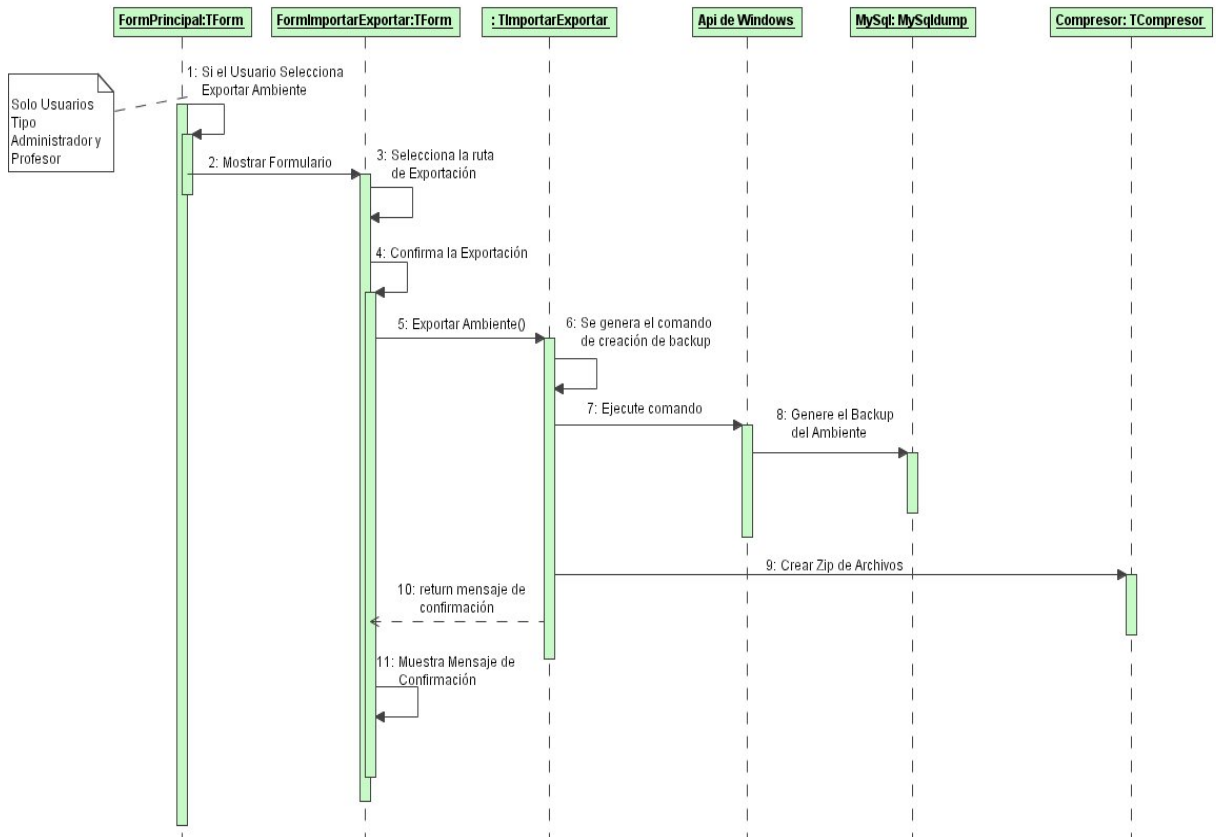 FormPrincipal:TForm
FormImportarExportar:TForm
: TImportarExportar
Api de Windows
MySql: MySqldump
Compresor: TCompresor
Solo Usuarios
Tipo
Administrador y
Profesor
1: Si el Usuario Selecciona
Exportar Ambiente
2: Mostrar Formulario
3: Selecciona la ruta
de Exportación
4: Confirma la Exportación
5: Exportar Ambiente()
6: Se genera el comando
de creación de backup
7: Ejecute comando
8: Genere el Backup
del Ambiente
9: Crear Zip de Archivos
10: return mensaje de
confirmación
11: Muestra Mensaje de
Confirmación